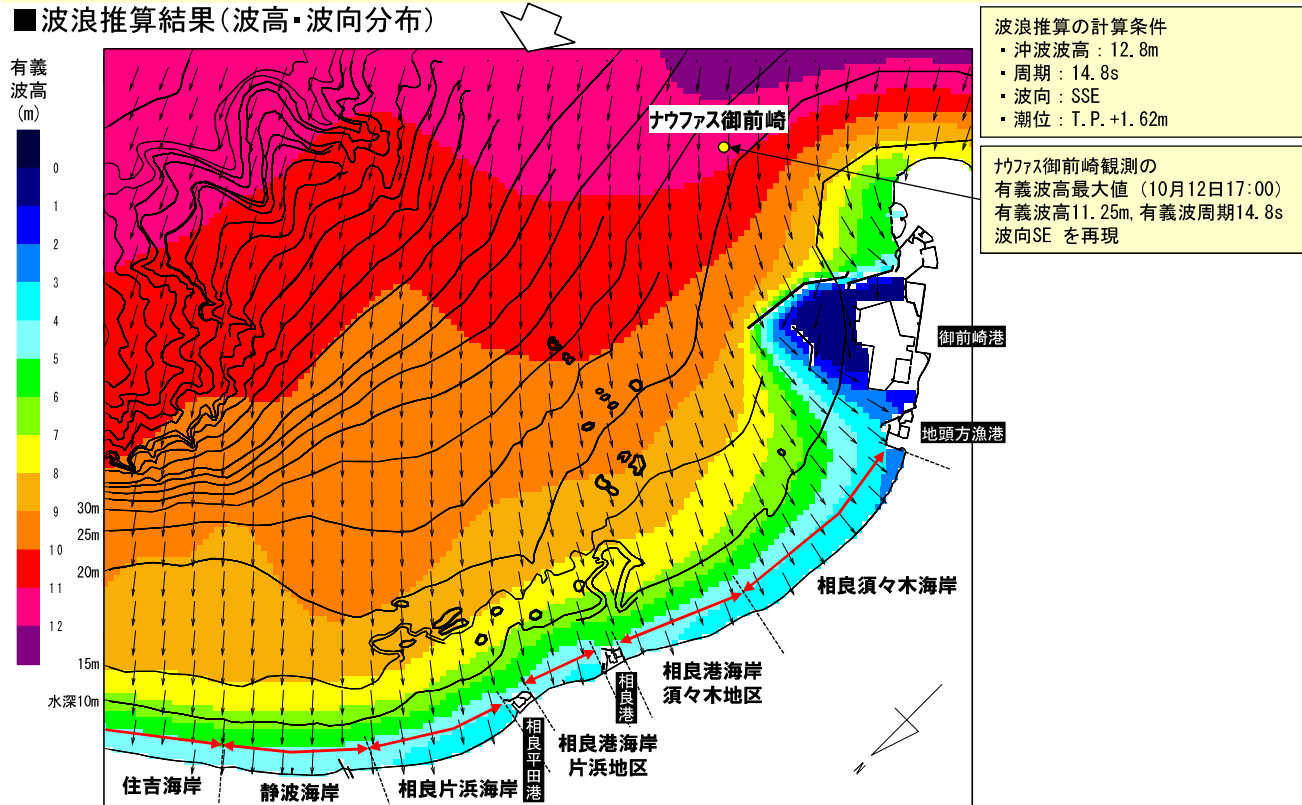 ■波浪推算結果(波高・波向分布)
有義
波高
(m)
0
1
2
3
4
5
6
7
8
9
10
11
12
ナウファス御前崎
波浪推算の計算条件
・沖波波高：12.8m
・周期：14.8s
・波向：SSE
・潮位：T.P.+1.62m
ﾅｳﾌｧｽ御前崎観測の
有義波高最大値 (10月12日17:00)
有義波高11.25m,有義波周期14.8s
波向SE を再現
御前崎港
地頭方漁港
30m
25m
20m
15m
水深10m
相良須々木海岸
相良港海岸
須々木地区
相良港
相良港海岸
片浜地区
相良平田港
相良片浜海岸
静波海岸
住吉海岸
N